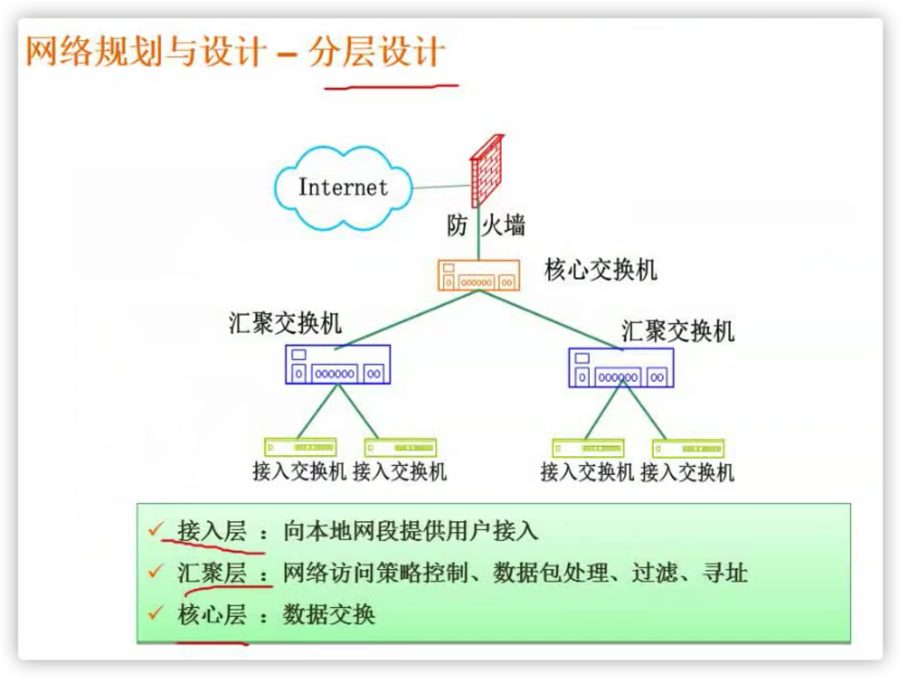 网络规划与设计 – 分层设计
Internet
防 火墙
核心交换机
汇聚交换机
汇聚交换机
接入交换机 接入交换机
接入交换机 接入交换机
✓ 接入层 ：向本地网段提供用户接入
✓ 汇聚层 ：网络访问策略控制、数据包处理、过滤、寻址
✓ 核心层 ：数据交换